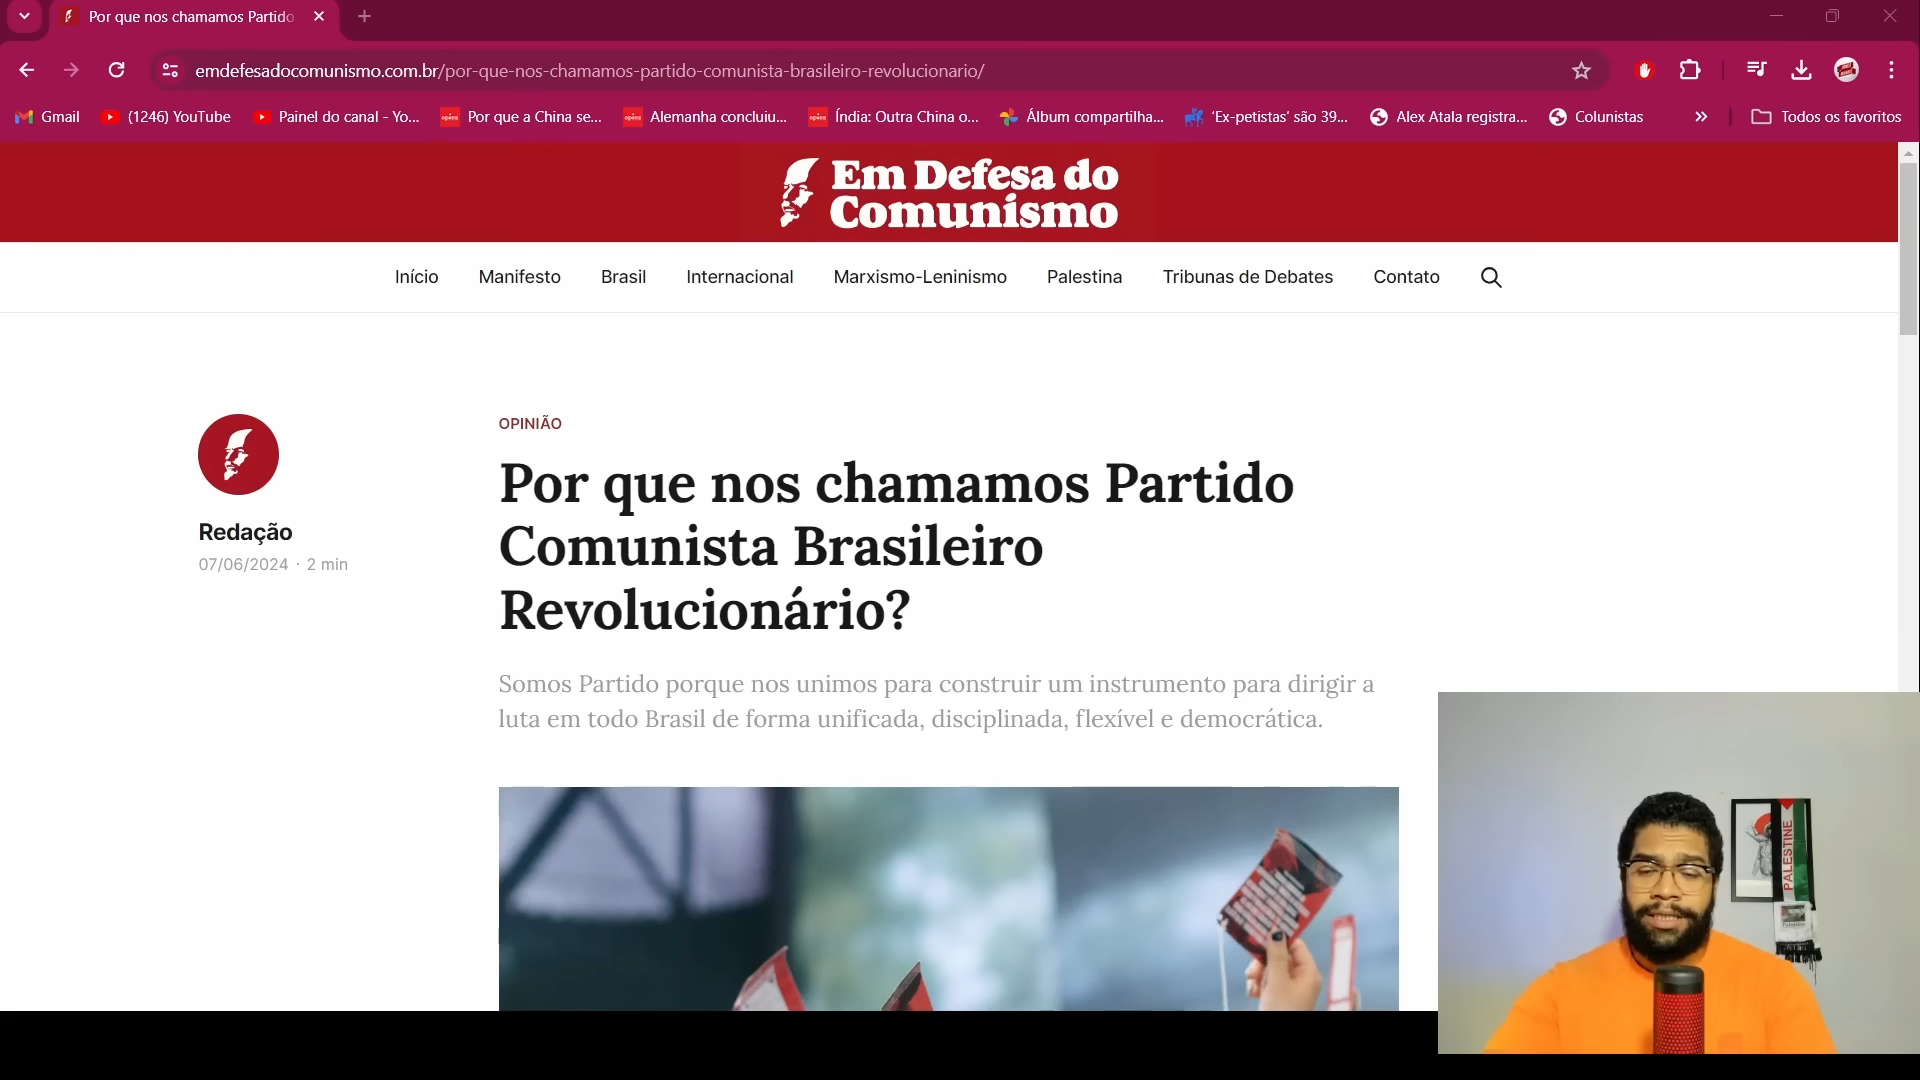 Por que nos chamamos Partido
emdefesadocomunismo.com.br/por-que-nos-chamamos-partido-comunista-brasileiro-revolucionario/
Gmail (1246) YouTube Painel do canal - Yo... Por que a China se... Alemanha concluiu... Índia: Outra China o... Álbum compartilha... 'Ex-petistas' são 39... Alex Atala registra... Colunistas Todos os favoritos
Em Defesa do
Comunismo
Início Manifesto Brasil Internacional Marxismo-Leninismo Palestina Tribunas de Debates Contato
OPINIÃO
Por que nos chamamos Partido
Comunista Brasileiro
Revolucionário?
Redação
07/06/2024 · 2 min
Somos Partido porque nos unimos para construir um instrumento para dirigir a
luta em todo Brasil de forma unificada, disciplinada, flexível e democrática.
PALESTINE